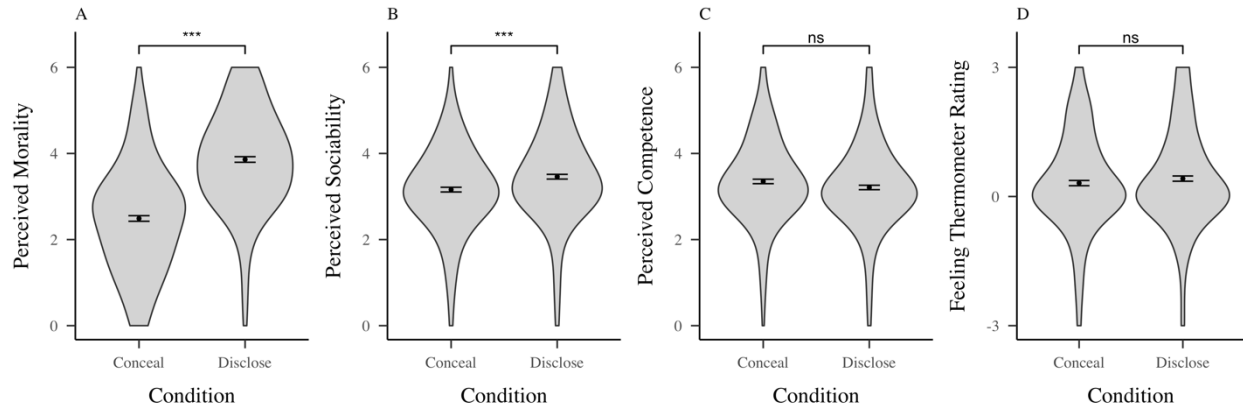 A
***
Perceived Morality
6
4
2
0
Conceal Disclose
Condition
B
***
Perceived Sociability
6
4
2
0
Conceal Disclose
Condition
C
ns
Perceived Competence
6
4
2
0
Conceal Disclose
Condition
D
ns
Feeling Thermometer Rating
3
0
-3
Conceal Disclose
Condition